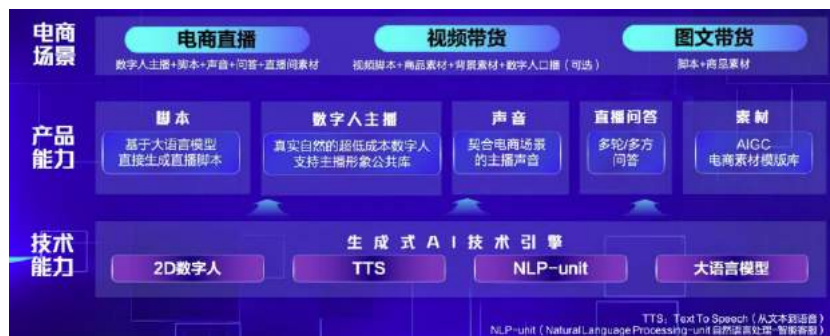 电商场景
电商直播
视频带货
图文带货
数字人主播+脚本+声音+问答+直播间素材
视频脚本+商品素材+背景素材+数字人口播（可选）
脚本+商品素材
产品能力
脚本
基于大语言模型
直接生成直播脚本
数字人主播
真实自然的超低成本数字人
支持主播形象公共库
声音
契合电商场景
的主播声音
直播问答
多轮/多方
问答
素材
AIGC
电商素材模版库
技术能力
生成式AI技术引擎
2D数字人
TTS
NLP-unit
大语言模型
TTS：Text To Speech（从文本到语音）
NLP-unit（Natural Language Processing-unit 自然语言处理-智能客服）